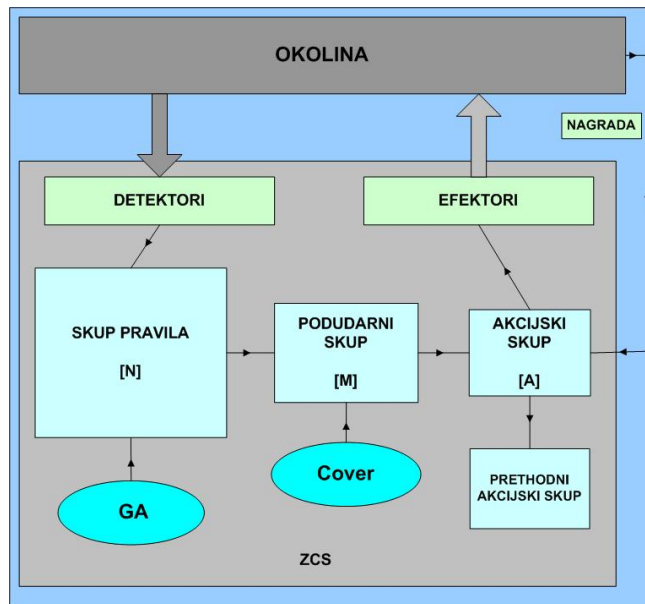 OKOLINA
NAGRADA
DETEKTORI
EFEKTORI
SKUP PRAVILA
[N]
PODUDARNI
SKUP
[M]
AKCIJSKI
SKUP
[A]
GA
Cover
PRETHODNI
AKCIJSKI SKUP
ZCS